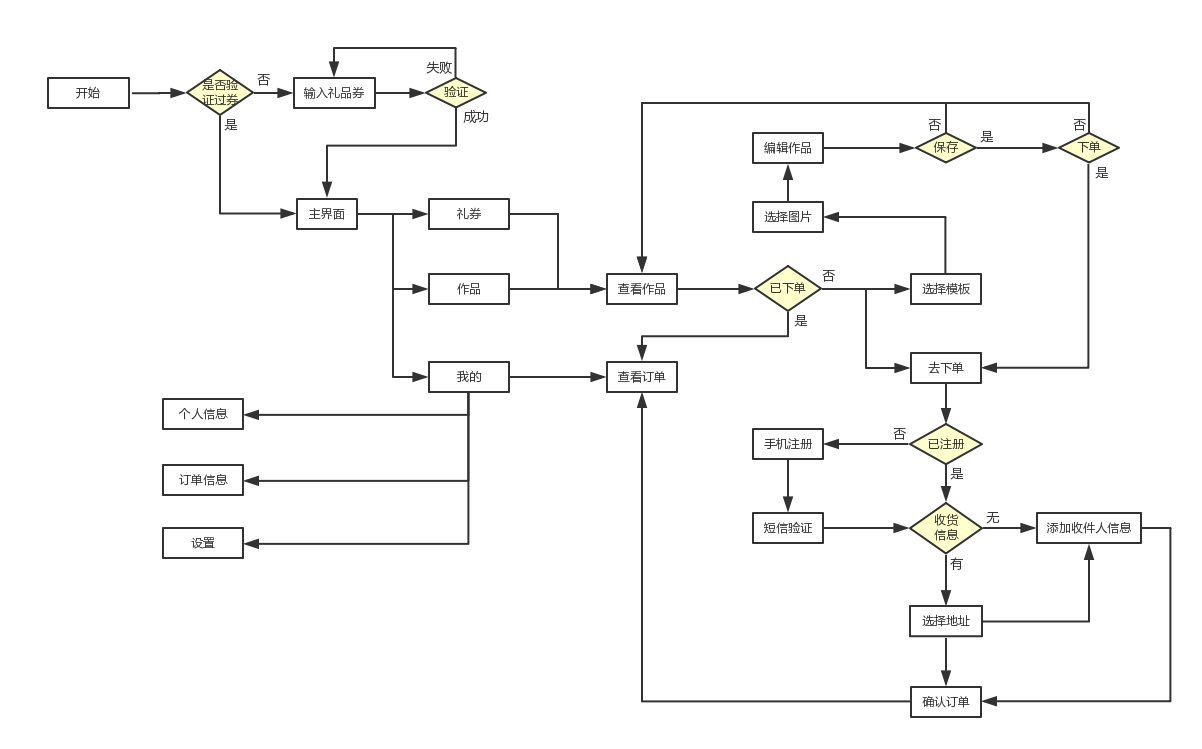 失败
开始
是否验
证过券
否
输入礼品券
验证
是
成功
编辑作品
否
保存
是
否
下单
是
主界面
礼券
选择图片
作品
查看作品
已下单
否
选择模板
是
我的
查看订单
去下单
个人信息
手机注册
否
已注册
是
订单信息
设置
短信验证
收货
信息
无
添加收件人信息
有
选择地址
确认订单